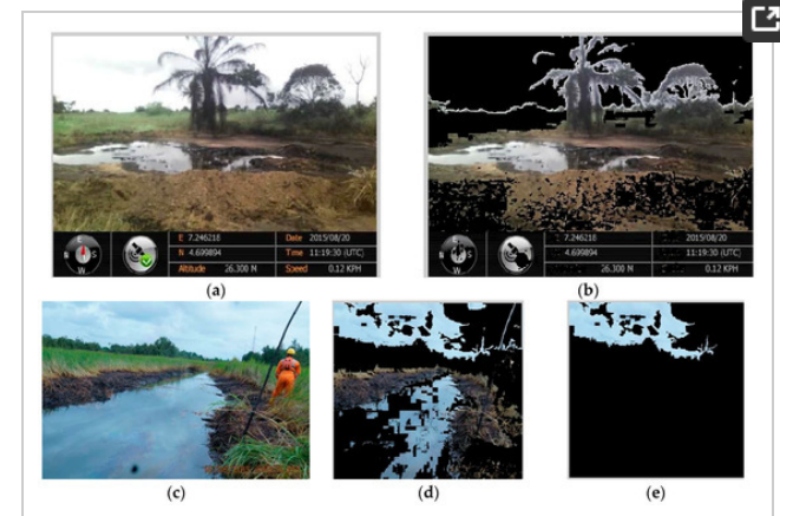 E 7.246218 Date 2015/08/20
N 4.699894 Time 11:19:30 (UTC)
Altitude 26.300 M Speed 0.12 KPH
E
N S
W
7.246218 2015/08/20
4.699894 11:19:30 (UTC)
26.300 M 0.12 KPH
E
N S
W
(a) (b)
(c) (d) (e)